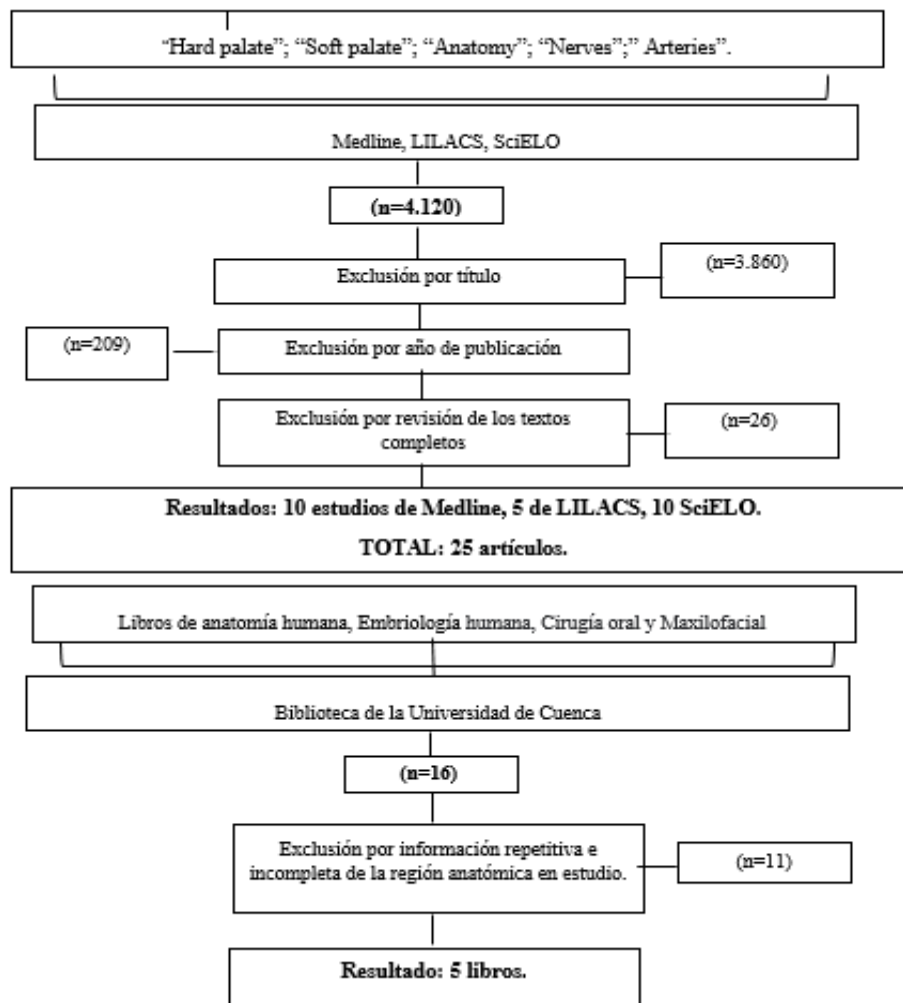 “Hard palate”; “Soft palate”; “Anatomy”; “Nerves”;” Arteries”.
Medline, LILACS, SciELO
(n=4.120)
Exclusión por título
(n=3.860)
(n=209)
Exclusión por año de publicación
Exclusión por revisión de los textos
completos
(n=26)
Resultados: 10 estudios de Medline, 5 de LILACS, 10 SciELO.
TOTAL: 25 artículos.
Libros de anatomía humana, Embriología humana, Cirugía oral y Maxilofacial
Biblioteca de la Universidad de Cuenca
(n=16)
Exclusión por información repetitiva e
incompleta de la región anatómica en estudio.
(n=11)
Resultado: 5 libros.